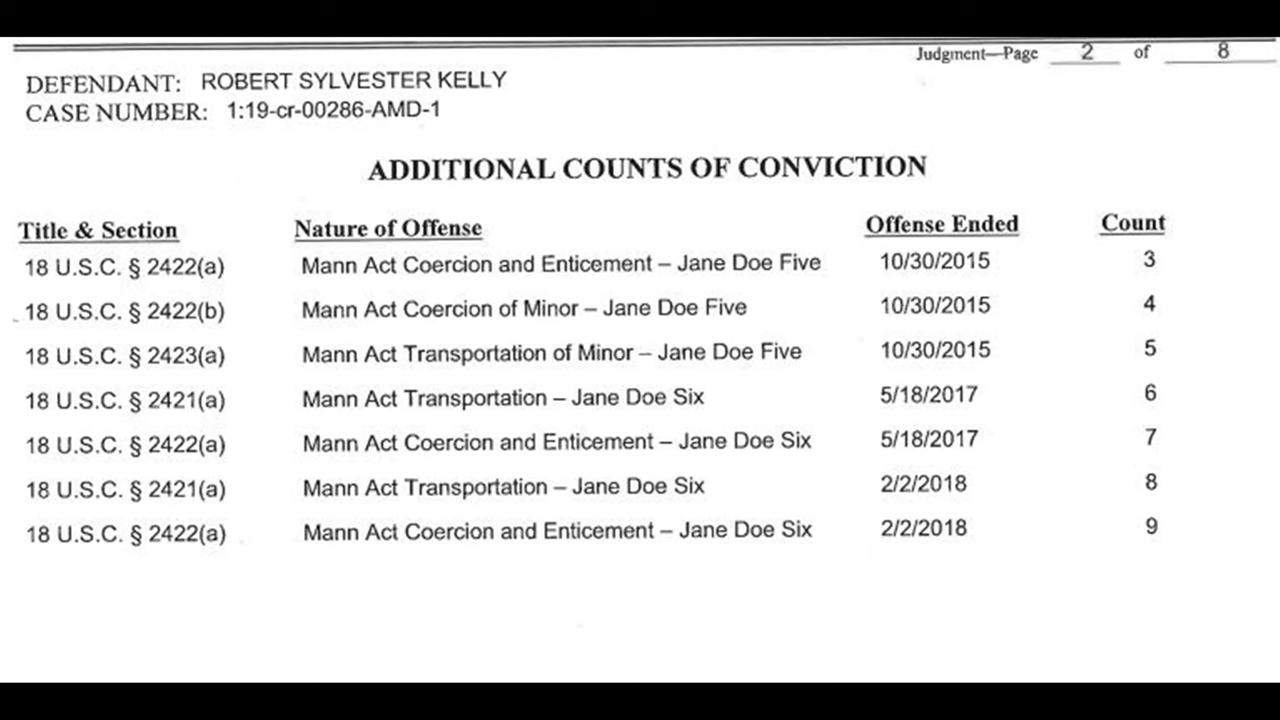 Judgment—Page 2 of 8
DEFENDANT: ROBERT SYLVESTER KELLY
CASE NUMBER: 1:19-cr-00286-AMD-1
ADDITIONAL COUNTS OF CONVICTION
Title & Section Nature of Offense Offense Ended Count
18 U.S.C. § 2422(a) Mann Act Coercion and Enticement – Jane Doe Five 10/30/2015 3
18 U.S.C. § 2422(b) Mann Act Coercion of Minor – Jane Doe Five 10/30/2015 4
18 U.S.C. § 2423(a) Mann Act Transportation of Minor – Jane Doe Five 10/30/2015 5
18 U.S.C. § 2421(a) Mann Act Transportation – Jane Doe Six 5/18/2017 6
18 U.S.C. § 2422(a) Mann Act Coercion and Enticement – Jane Doe Six 5/18/2017 7
18 U.S.C. § 2421(a) Mann Act Transportation – Jane Doe Six 2/2/2018 8
18 U.S.C. § 2422(a) Mann Act Coercion and Enticement – Jane Doe Six 2/2/2018 9